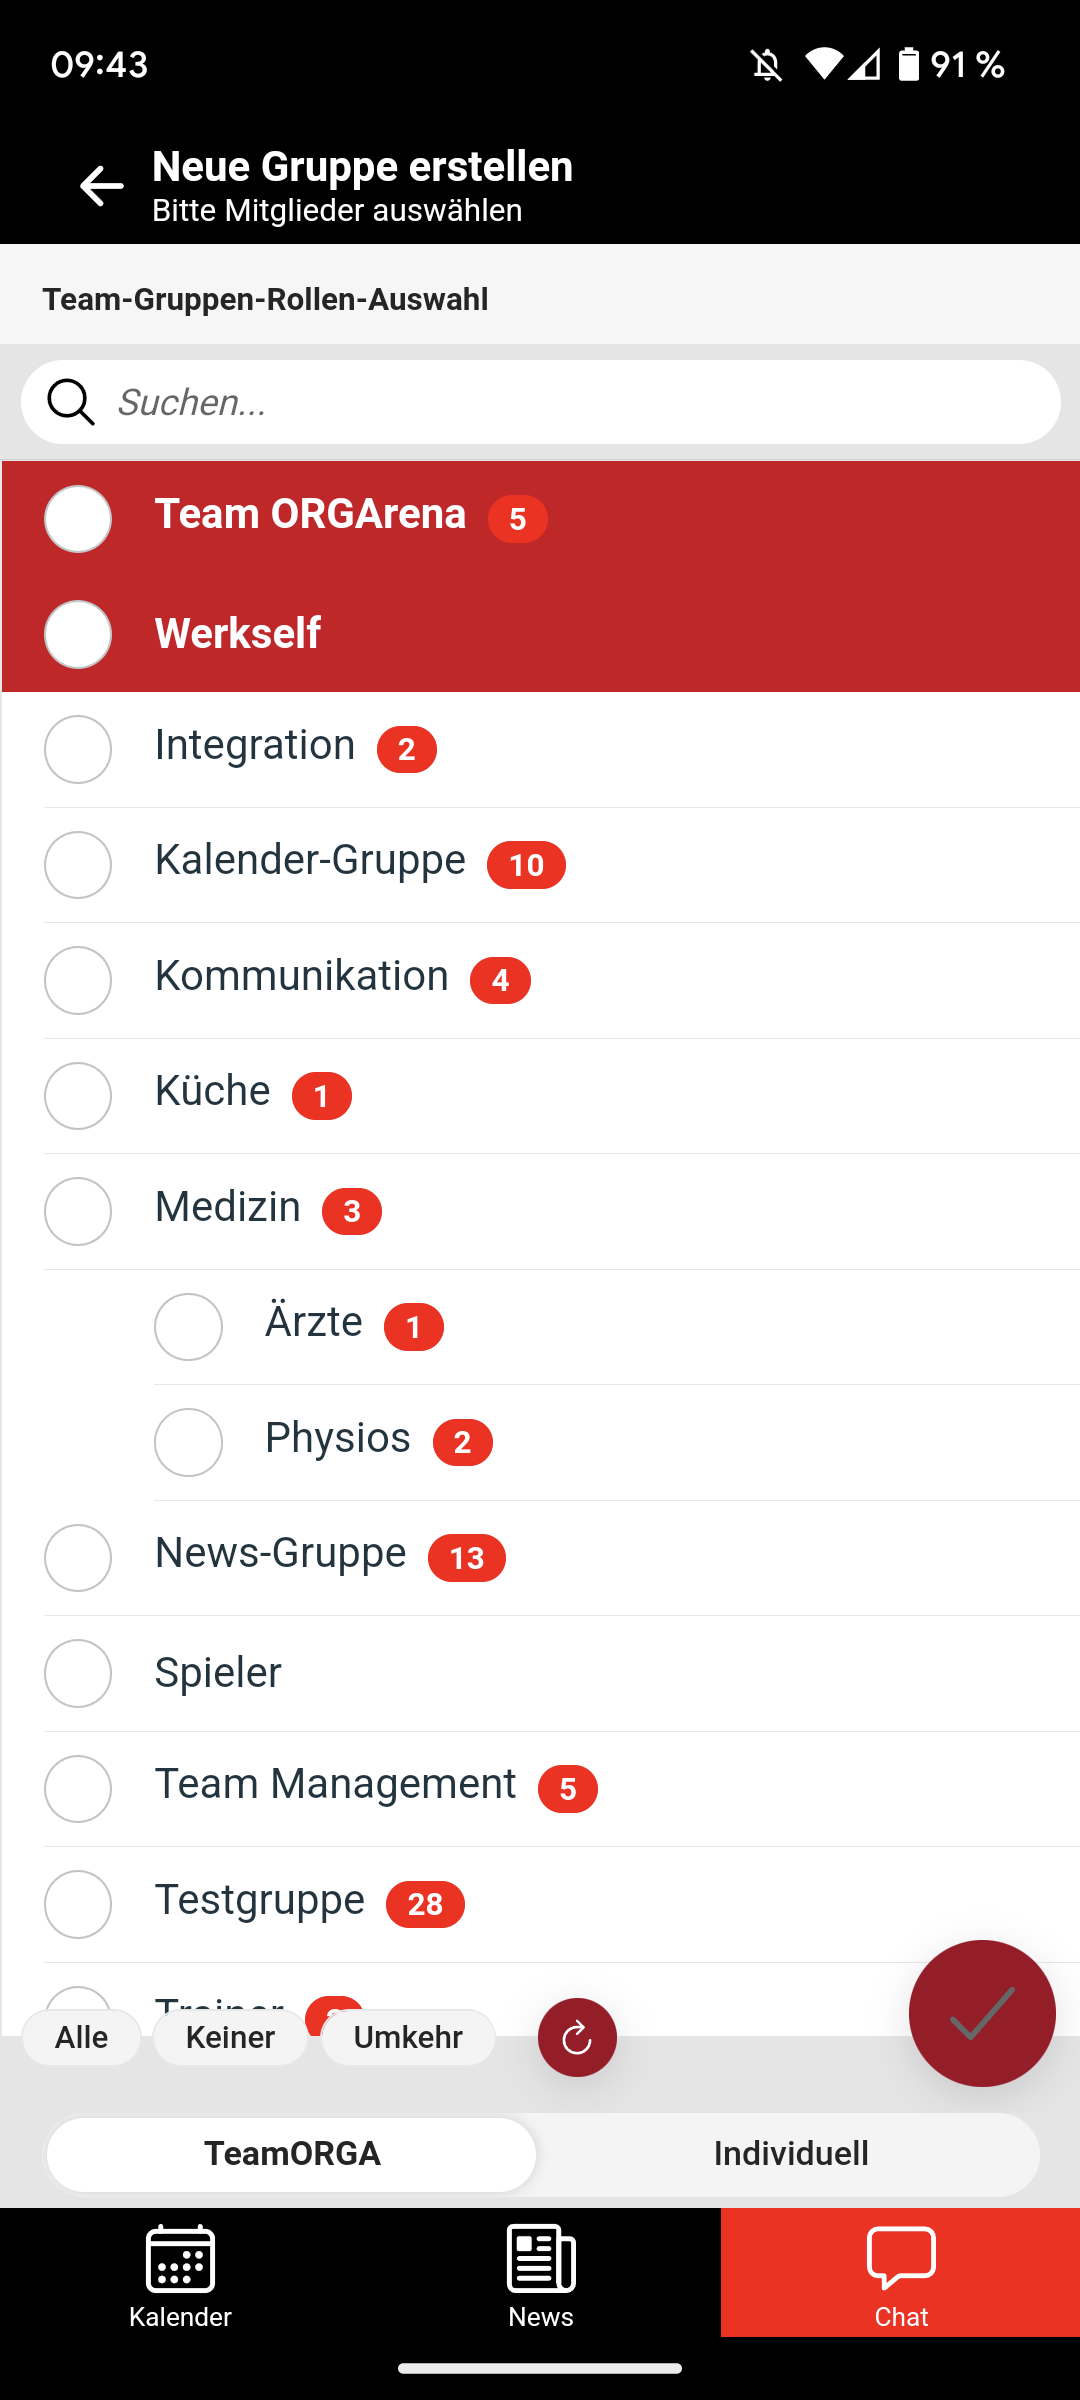 09:43
91 %
Neue Gruppe erstellen
Bitte Mitglieder auswählen
Team-Gruppen-Rollen-Auswahl
Suchen...
Team ORGArena 5
Werkself
Integration 2
Kalender-Gruppe 10
Kommunikation 4
Küche 1
Medizin 3
Ärzte 1
Physios 2
News-Gruppe 13
Spieler
Team Management 5
Testgruppe 28
Trainer
Alle Keiner Umkehr
TeamORGA Individuell
Kalender News Chat